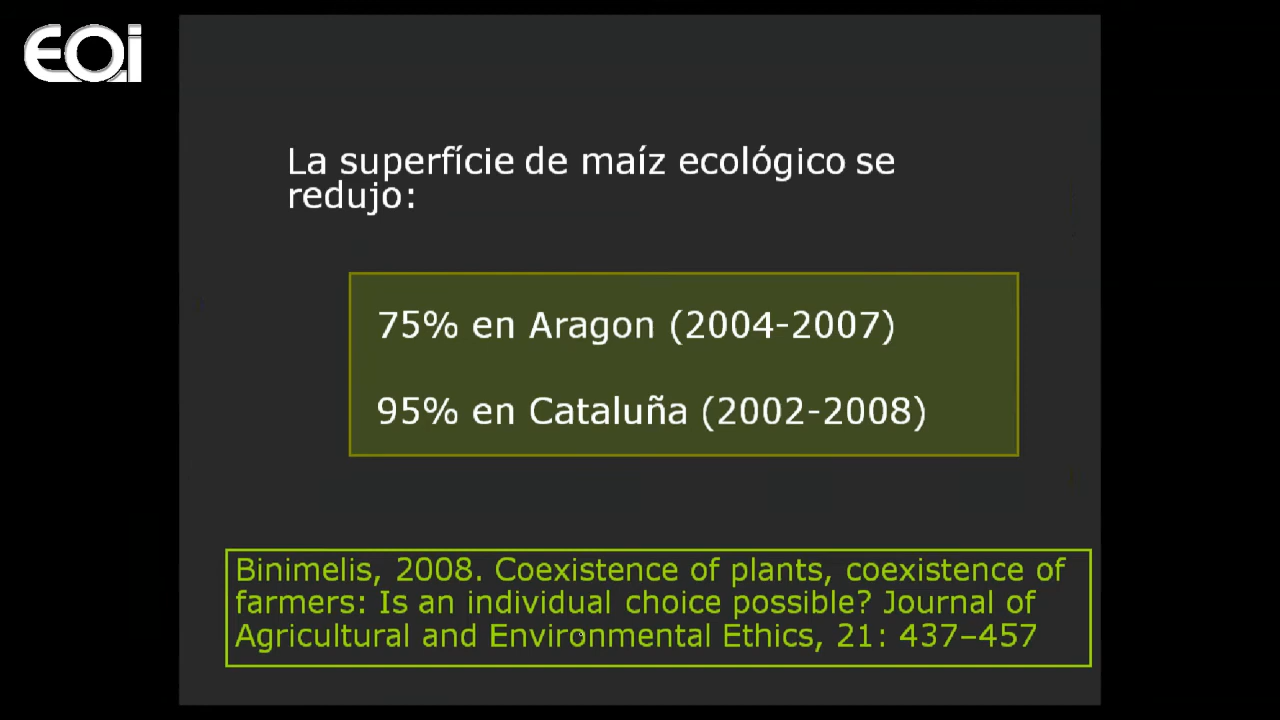 EOi
La superfície de maíz ecológico se
redujo:
75% en Aragon (2004-2007)
95% en Cataluña (2002-2008)
Binimelis, 2008. Coexistence of plants, coexistence of
farmers: Is an individual choice possible? Journal of
Agricultural and Environmental Ethics, 21: 437–457